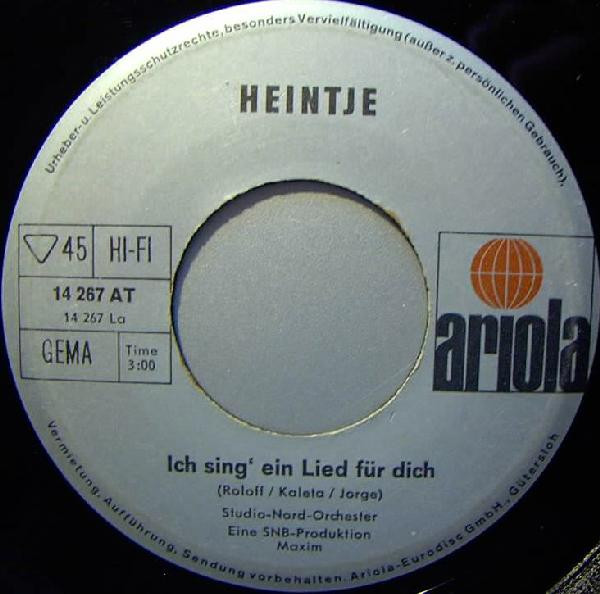 Urheber-u. Leistungsschutzrechte, besonders Vervielfältigung (außer z. persönlichen Gebrauch),
HEINTJE
45 HI-FI
14 267 AT
14 267 La
GEMA
Time
3:00
ariola
Ich sing' ein Lied für dich
(Roloff / Kaleta / Jorge)
Studio-Nord-Orchester
Eine SNB-Produktion
Maxim
Vermietung, Aufführung, Sendung vorbehalten. Ariola-Eurodisc GmbH., Gütersloh